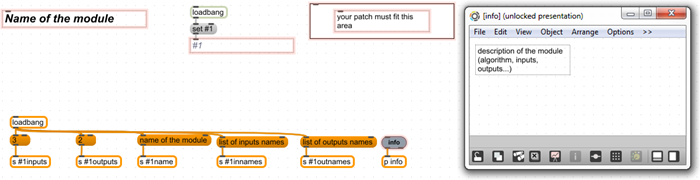 Name of the module
loadbang
set #1
#1
your patch must fit this
area
loadbang
3
2
name of the module
list of inputs names
list of outputs names
info
s #1inputs
s #1outputs
s #1name
s #1innames
s #1outnames
p info
[info] (unlocked presentation)
File Edit View Object Arrange Options >>
description of the module
(algorithm, inputs,
outputs...)